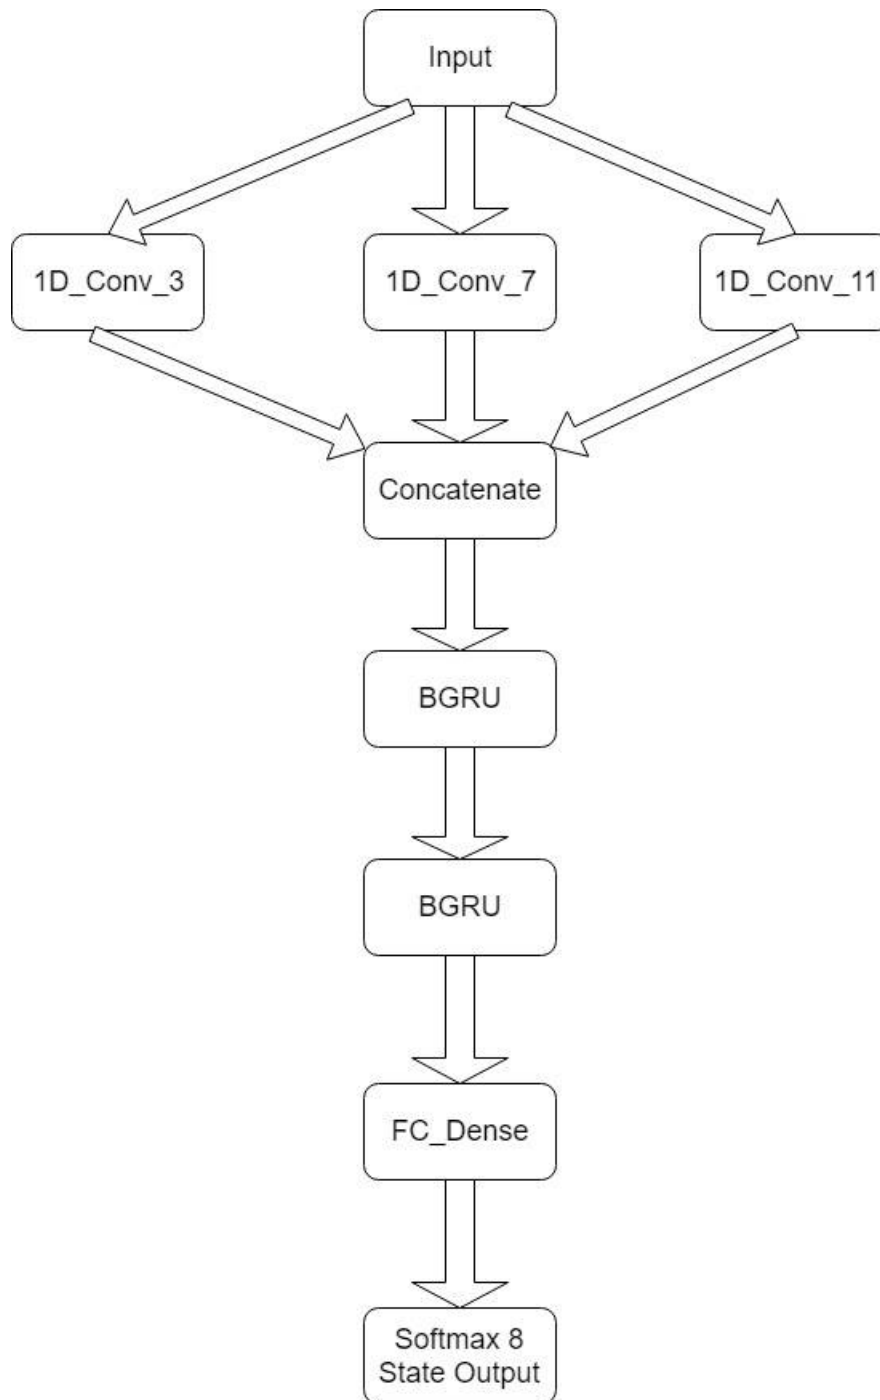 Input
1D_Conv_3
1D_Conv_7
1D_Conv_11
Concatenate
BGRU
BGRU
FC_Dense
Softmax 8
State Output